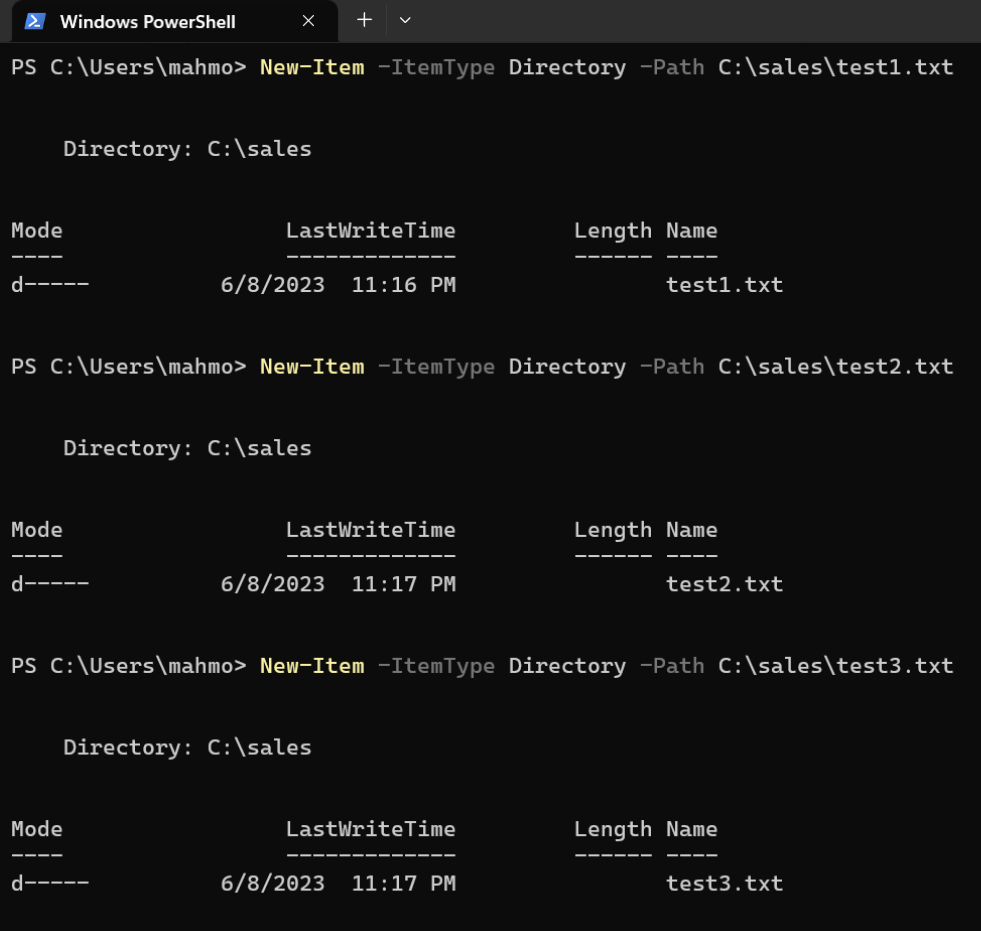 Windows PowerShell
PS C:\Users\mahmo> New-Item -ItemType Directory -Path C:\sales\test1.txt
Directory: C:\sales
Mode LastWriteTime Length Name
---- ------------- ------ ----
d----- 6/8/2023 11:16 PM test1.txt
PS C:\Users\mahmo> New-Item -ItemType Directory -Path C:\sales\test2.txt
Directory: C:\sales
Mode LastWriteTime Length Name
---- ------------- ------ ----
d----- 6/8/2023 11:17 PM test2.txt
PS C:\Users\mahmo> New-Item -ItemType Directory -Path C:\sales\test3.txt
Directory: C:\sales
Mode LastWriteTime Length Name
---- ------------- ------ ----
d----- 6/8/2023 11:17 PM test3.txt